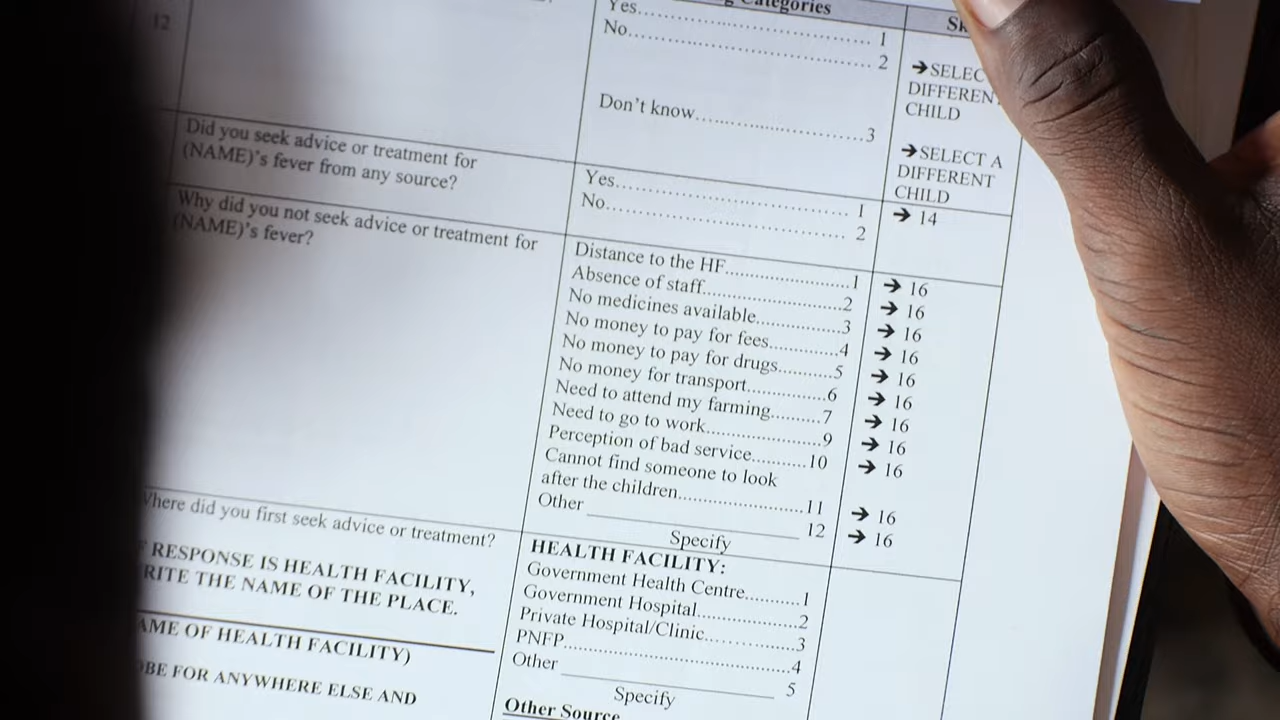 Categories
Yes........................................ 1
No.......................................... 2
12
➔SELEC
DIFFEREN
CHILD
Don't know.................................3
➔SELECT A
DIFFERENT
CHILD
Did you seek advice or treatment for
(NAME)'s fever from any source?
Yes........................................ 1
No.......................................... 2
➔ 14
Why did you not seek advice or treatment for
(NAME)'s fever?
Distance to the HF......................1 ➔ 16
Absence of staff.........................2 ➔ 16
No medicines available...............3 ➔ 16
No money to pay for fees............4 ➔ 16
No money to pay for drugs..........5 ➔ 16
No money for transport...............6 ➔ 16
Need to attend my farming.........7 ➔ 16
Need to go to work.....................9 ➔ 16
Perception of bad service..........10 ➔ 16
Cannot find someone to look
after the children.......................11 ➔ 16
Other ____________________ 12 ➔ 16
Specify
here did you first seek advice or treatment?
RESPONSE IS HEALTH FACILITY,
RITE THE NAME OF THE PLACE.
AME OF HEALTH FACILITY)
BE FOR ANYWHERE ELSE AND
HEALTH FACILITY:
Government Health Centre..........1
Government Hospital..................2
Private Hospital/Clinic................3
PNFP..........................................4
Other ____________________ 5
Specify
Other Source